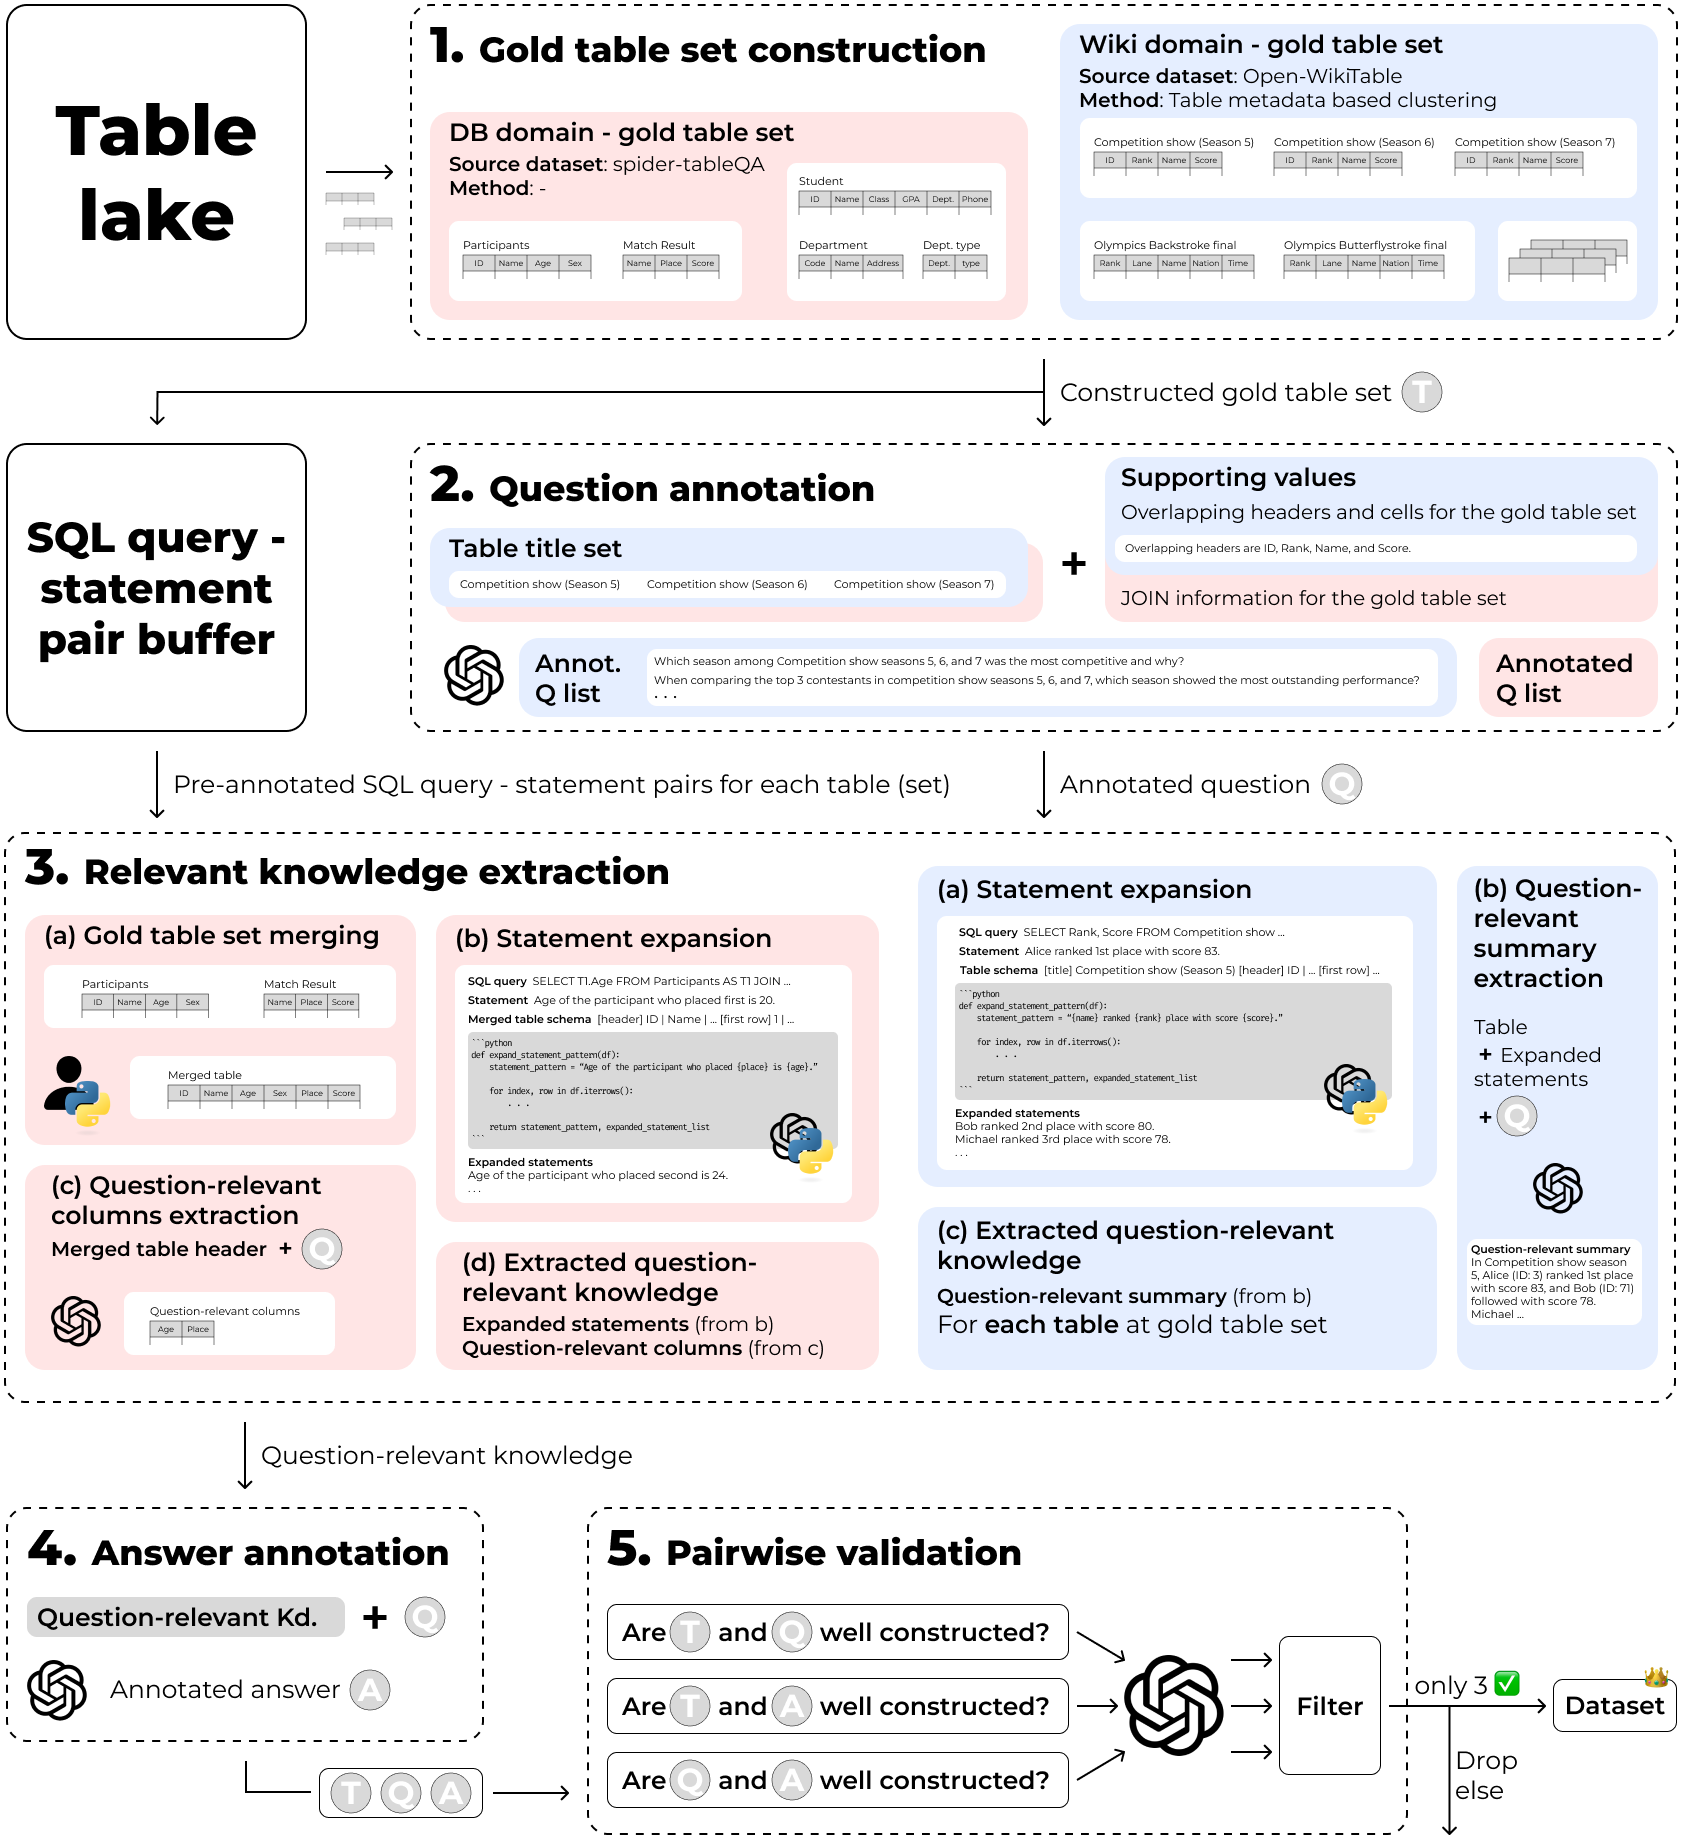 Table
lake
1. Gold table set construction
DB domain - gold table set
Source dataset: spider-tableQA
Method: -
Participants
ID Name Age Sex
Match Result
Name Place Score
Student
ID Name Class GPA Dept. Phone
Department
Code Name Address
Dept. type
Dept. type
Wiki domain - gold table set
Source dataset: Open-WikiTable
Method: Table metadata based clustering
Competition show (Season 5)
ID Rank Name Score
Competition show (Season 6)
ID Rank Name Score
Competition show (Season 7)
ID Rank Name Score
Olympics Backstroke final
Rank Lane Name Nation Time
Olympics Butterflystroke final
Rank Lane Name Nation Time
Constructed gold table set T
SQL query -
statement
pair buffer
2. Question annotation
Table title set
Competition show (Season 5) Competition show (Season 6) Competition show (Season 7)
+
Supporting values
Overlapping headers and cells for the gold table set
Overlapping headers are ID, Rank, Name, and Score.
JOIN information for the gold table set
Annot.
Q list
Which season among Competition show seasons 5, 6, and 7 was the most competitive and why?
When comparing the top 3 contestants in competition show seasons 5, 6, and 7, which season showed the most outstanding performance?
. . .
Annotated
Q list
Pre-annotated SQL query - statement pairs for each table (set)
Annotated question Q
3. Relevant knowledge extraction
(a) Gold table set merging
Participants
ID Name Age Sex
Match Result
Name Place Score
Merged table
ID Name Age Sex Place Score
(b) Statement expansion
SQL query SELECT T1.Age FROM Participants AS T1 JOIN ...
Statement Age of the participant who placed first is 20.
Merged table schema [header] ID | Name | ... [first row] 1 | ...
```python
def expand_statement_pattern(df):
statement_pattern = “Age of the participant who placed {place} is {age}.”
for index, row in df.iterrows():
. . .
return statement_pattern, expanded_statement_list
```
Expanded statements
Age of the participant who placed second is 24.
. . .
(c) Question-relevant
columns extraction
Merged table header + Q
Question-relevant columns
Age Place
(d) Extracted question-
relevant knowledge
Expanded statements (from b)
Question-relevant columns (from c)
(a) Statement expansion
SQL query SELECT Rank, Score FROM Competition show ...
Statement Alice ranked 1st place with score 83.
Table schema [title] Competition show (Season 5) [header] ID | ... [first row] ...
```python
def expand_statement_pattern(df):
statement_pattern = “{name} ranked {rank} place with score {score}.”
for index, row in df.iterrows():
. . .
return statement_pattern, expanded_statement_list
```
Expanded statements
Bob ranked 2nd place with score 80.
Michael ranked 3rd place with score 78.
. . .
(c) Extracted question-relevant
knowledge
Question-relevant summary (from b)
For each table at gold table set
(b) Question-
relevant
summary
extraction
Table
+ Expanded
statements
+ Q
Question-relevant summary
In Competition show season
5, Alice (ID: 3) ranked 1st place
with score 83, and Bob (ID: 71)
followed with score 78.
Michael ...
Question-relevant knowledge
4. Answer annotation
Question-relevant Kd. + Q
Annotated answer A
T Q A
5. Pairwise validation
Are T and Q well constructed?
Are T and A well constructed?
Are Q and A well constructed?
Filter
only 3 ✅
Drop
else
Dataset